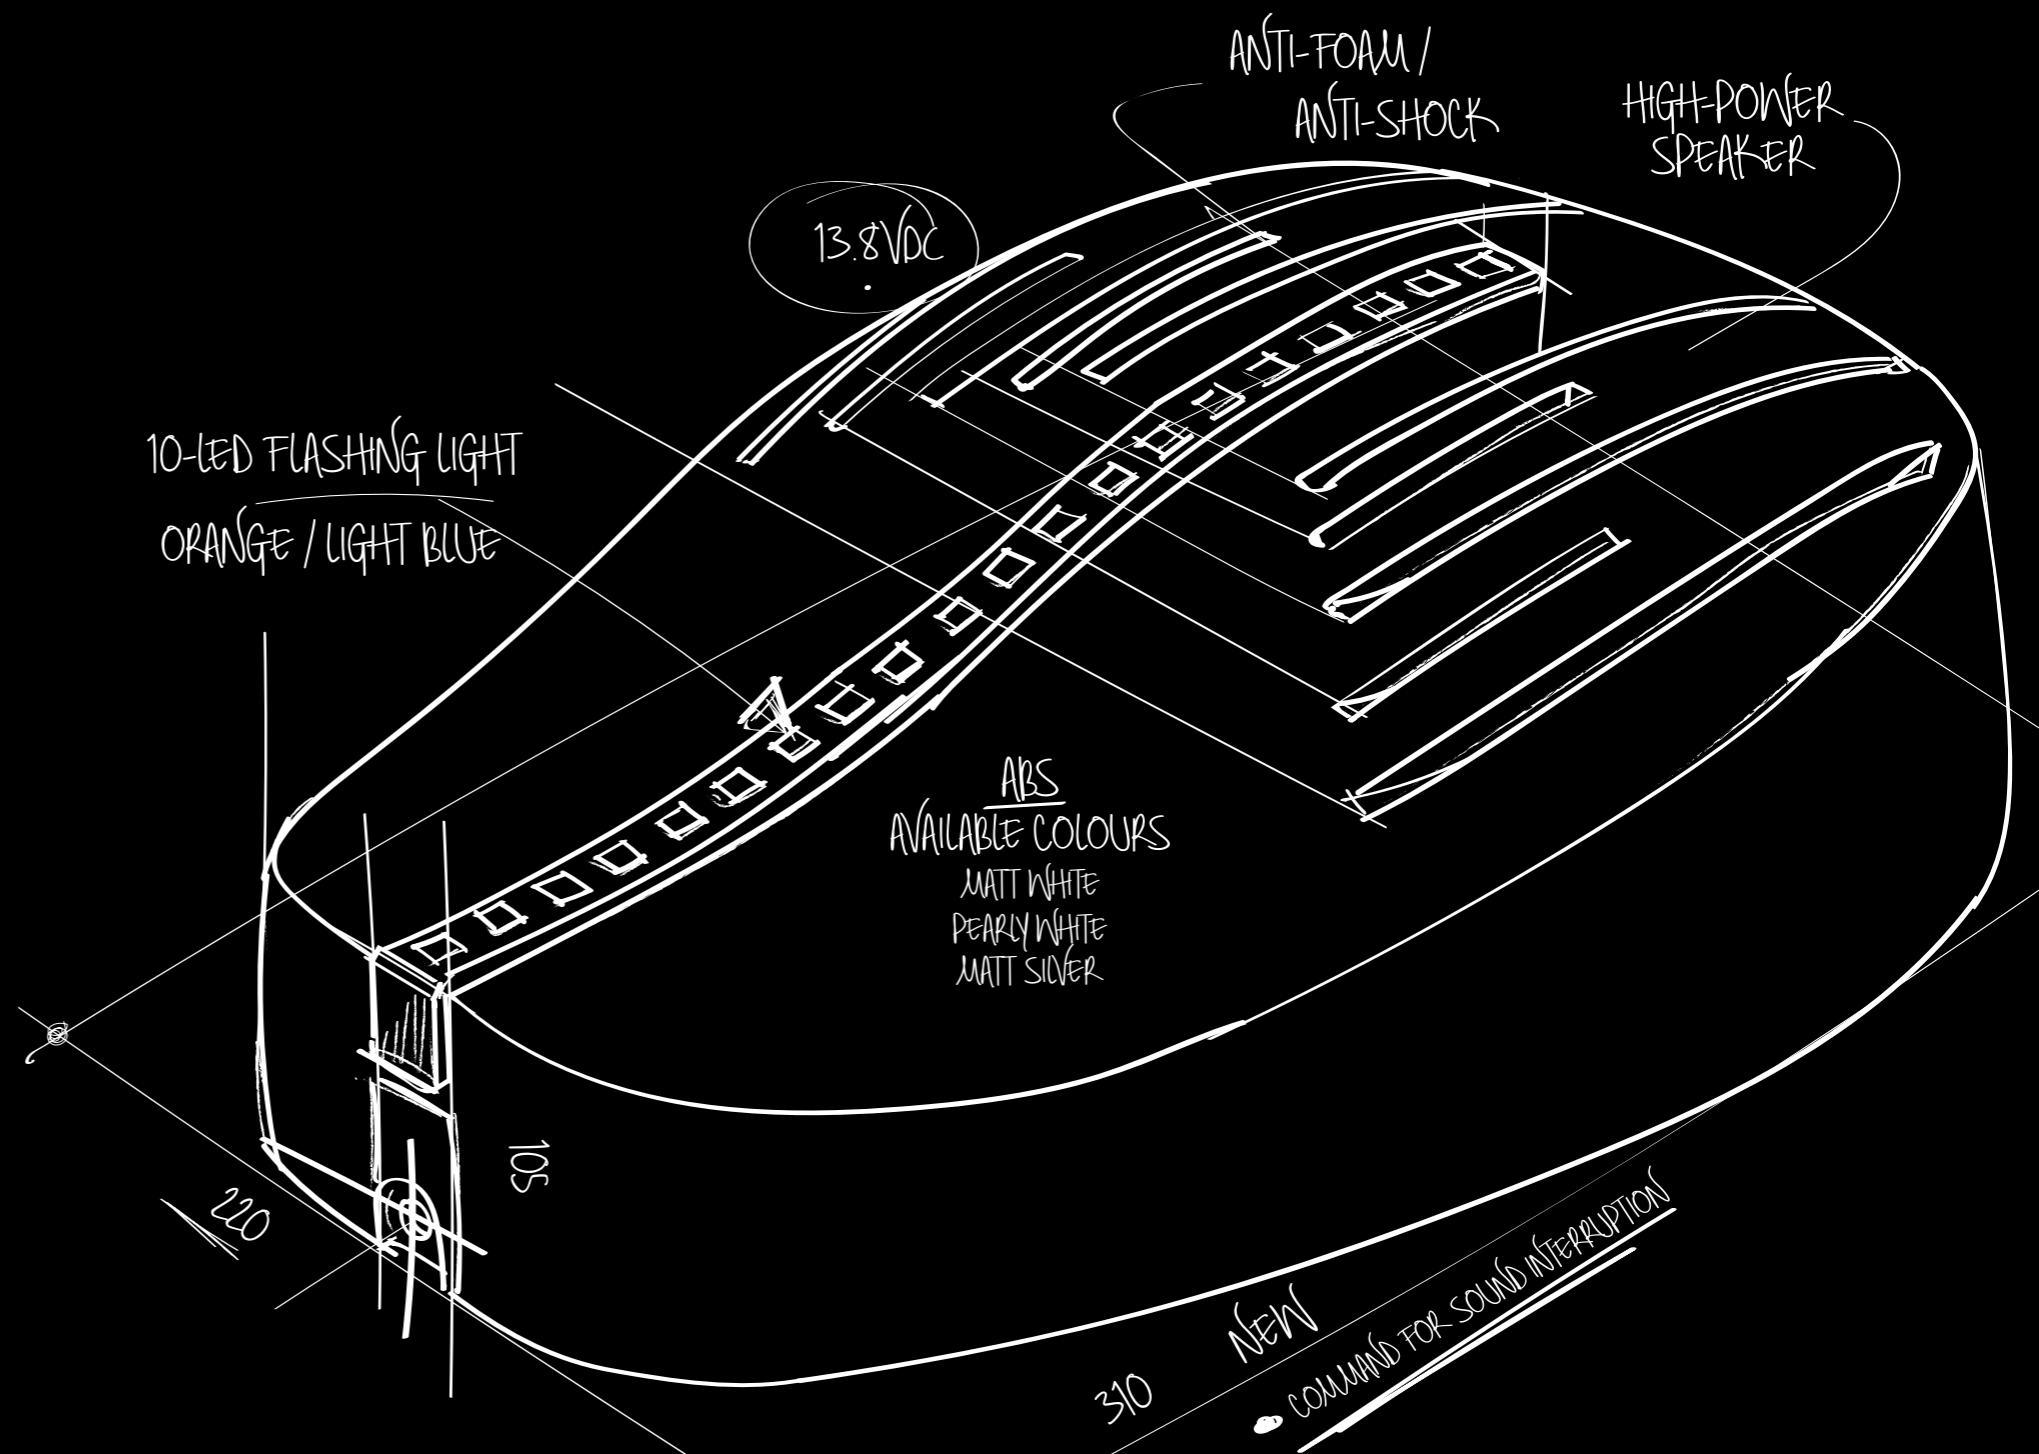 ANTI-FOAM /
ANTI-SHOCK
HIGH-POWER
SPEAKER
13.8VDC
10-LED FLASHING LIGHT
ORANGE / LIGHT BLUE
ABS
AVAILABLE COLOURS
MATT WHITE
PEARLY WHITE
MATT SILVER
105
220
310
NEW
COMMAND FOR SOUND INTERRUPTION